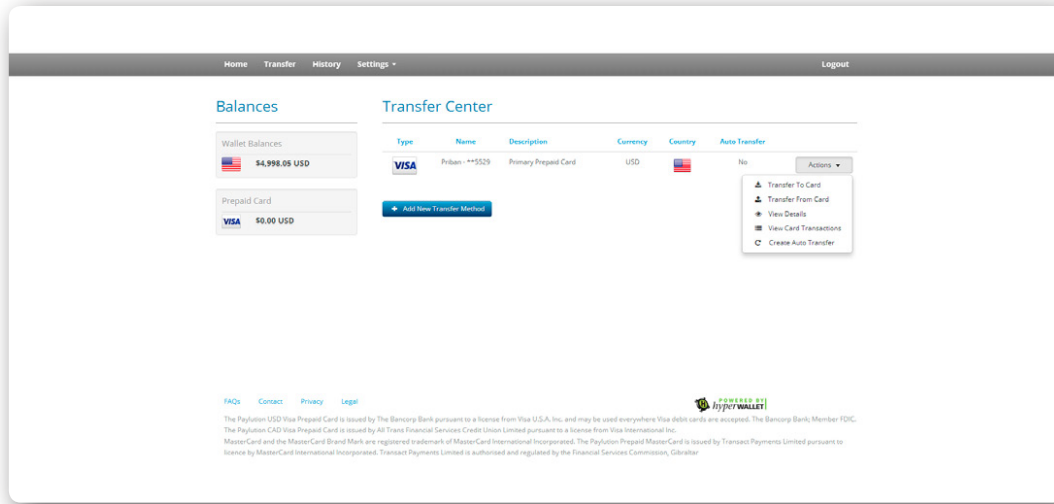 Home Transfer History Settings Logout
Balances
Wallet Balances
$4,998.05 USD
Prepaid Card
VISA $0.00 USD
Transfer Center
Type Name Description Currency Country Auto Transfer
VISA Priban - **5529 Primary Prepaid Card USD No Actions
Transfer To Card
Transfer From Card
View Details
View Card Transactions
Create Auto Transfer
+ Add New Transfer Method
FAQs Contact Privacy Legal
POWERED BY
hyperWALLET
The Paylution USD Visa Prepaid Card is issued by The Bancorp Bank pursuant to a license from Visa U.S.A. Inc. and may be used everywhere Visa debit cards are accepted. The Bancorp Bank; Member FDIC.
The Paylution CAD Visa Prepaid Card is issued by All Trans Financial Services Credit Union Limited pursuant to a license from Visa International Inc.
MasterCard and the MasterCard Brand Mark are registered trademark of MasterCard International Incorporated. The Paylution Prepaid MasterCard is issued by Transact Payments Limited pursuant to
licence by MasterCard International Incorporated. Transact Payments Limited is authorised and regulated by the Financial Services Commission, Gibraltar